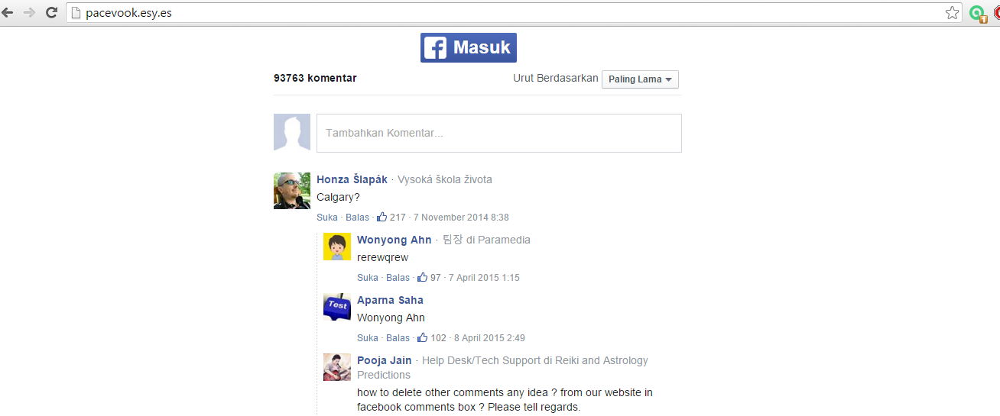 pacevook.esy.es
f Masuk
93763 komentar Urut Berdasarkan Paling Lama
Tambahkan Komentar...
Honza Šlapák · Vysoká škola života
Calgary?
Suka · Balas · 217 · 7 November 2014 8:38
Wonyong Ahn · 팀장 di Paramedia
rerewqrew
Suka · Balas · 97 · 7 April 2015 1:15
Test
Aparna Saha
Wonyong Ahn
Suka · Balas · 102 · 8 April 2015 2:49
Pooja Jain · Help Desk/Tech Support di Reiki and Astrology
Predictions
how to delete other comments any idea ? from our website in
facebook comments box ? Please tell regards.